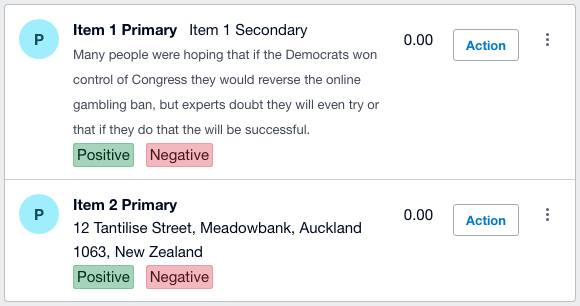 P
Item 1 Primary Item 1 Secondary
0.00
Action
Many people were hoping that if the Democrats won
control of Congress they would reverse the online
gambling ban, but experts doubt they will even try or
that if they do that the will be successful.
Positive Negative
P
Item 2 Primary
0.00
Action
12 Tantilise Street, Meadowbank, Auckland
1063, New Zealand
Positive Negative